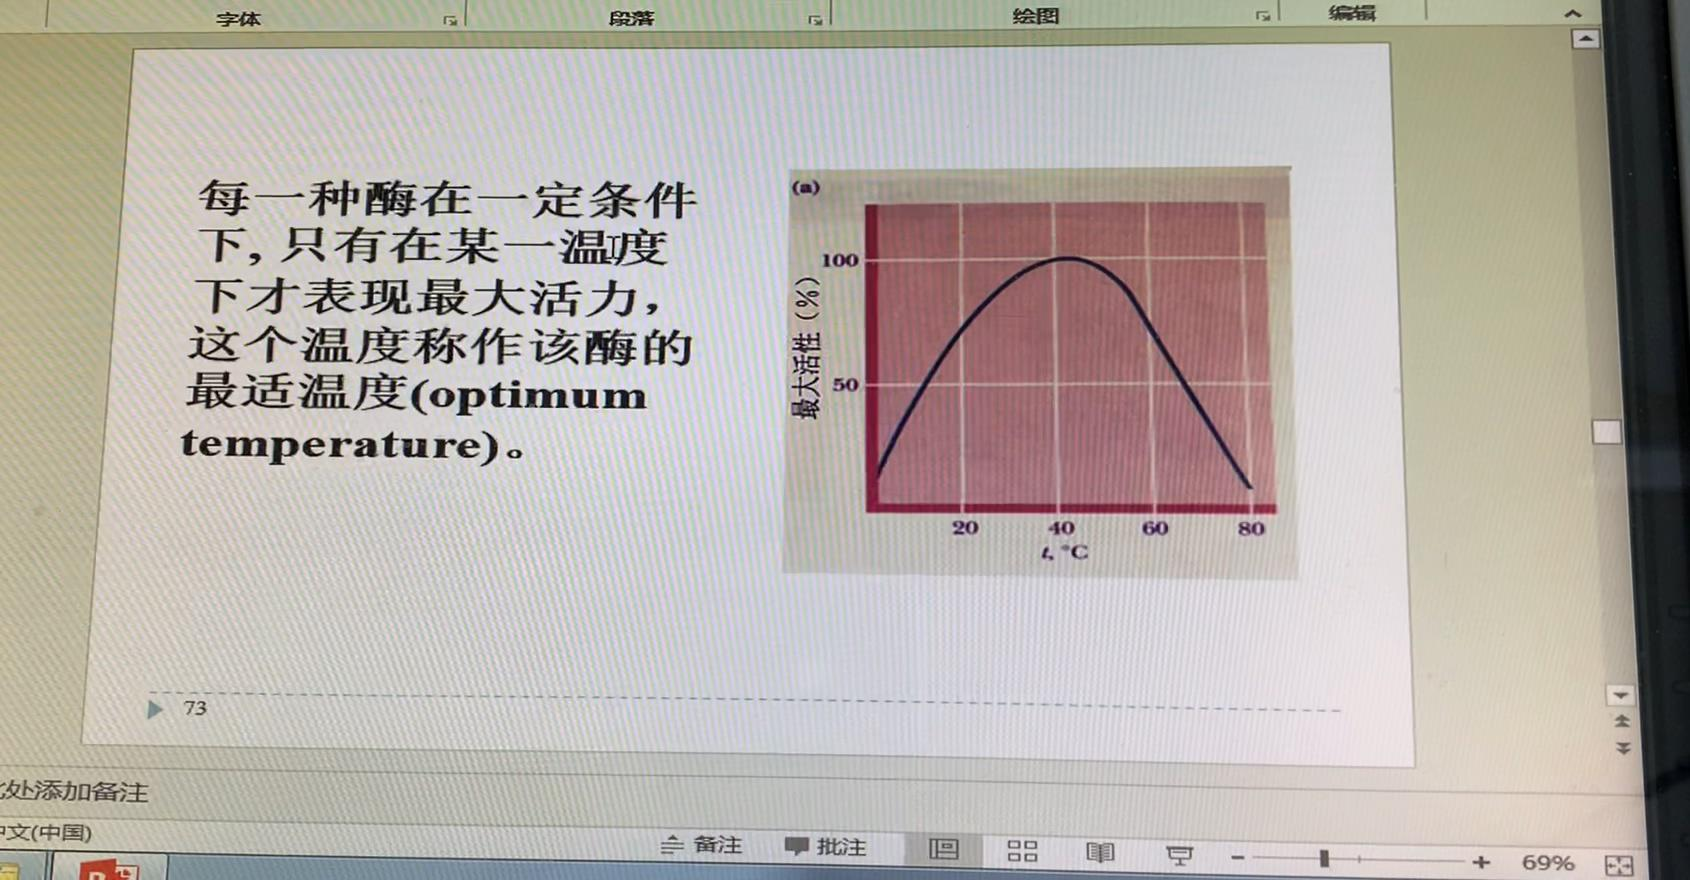 字体
段落
绘图
编辑
每一种酶在一定条件
下, 只有在某一温度
下才表现最大活力，
这个温度称作该酶的
最适温度(optimum
temperature)。
(a)
最大活性（%）
100
50
20 40 60 80
t, °C
73
处添加备注
文(中国)
备注
批注
69%